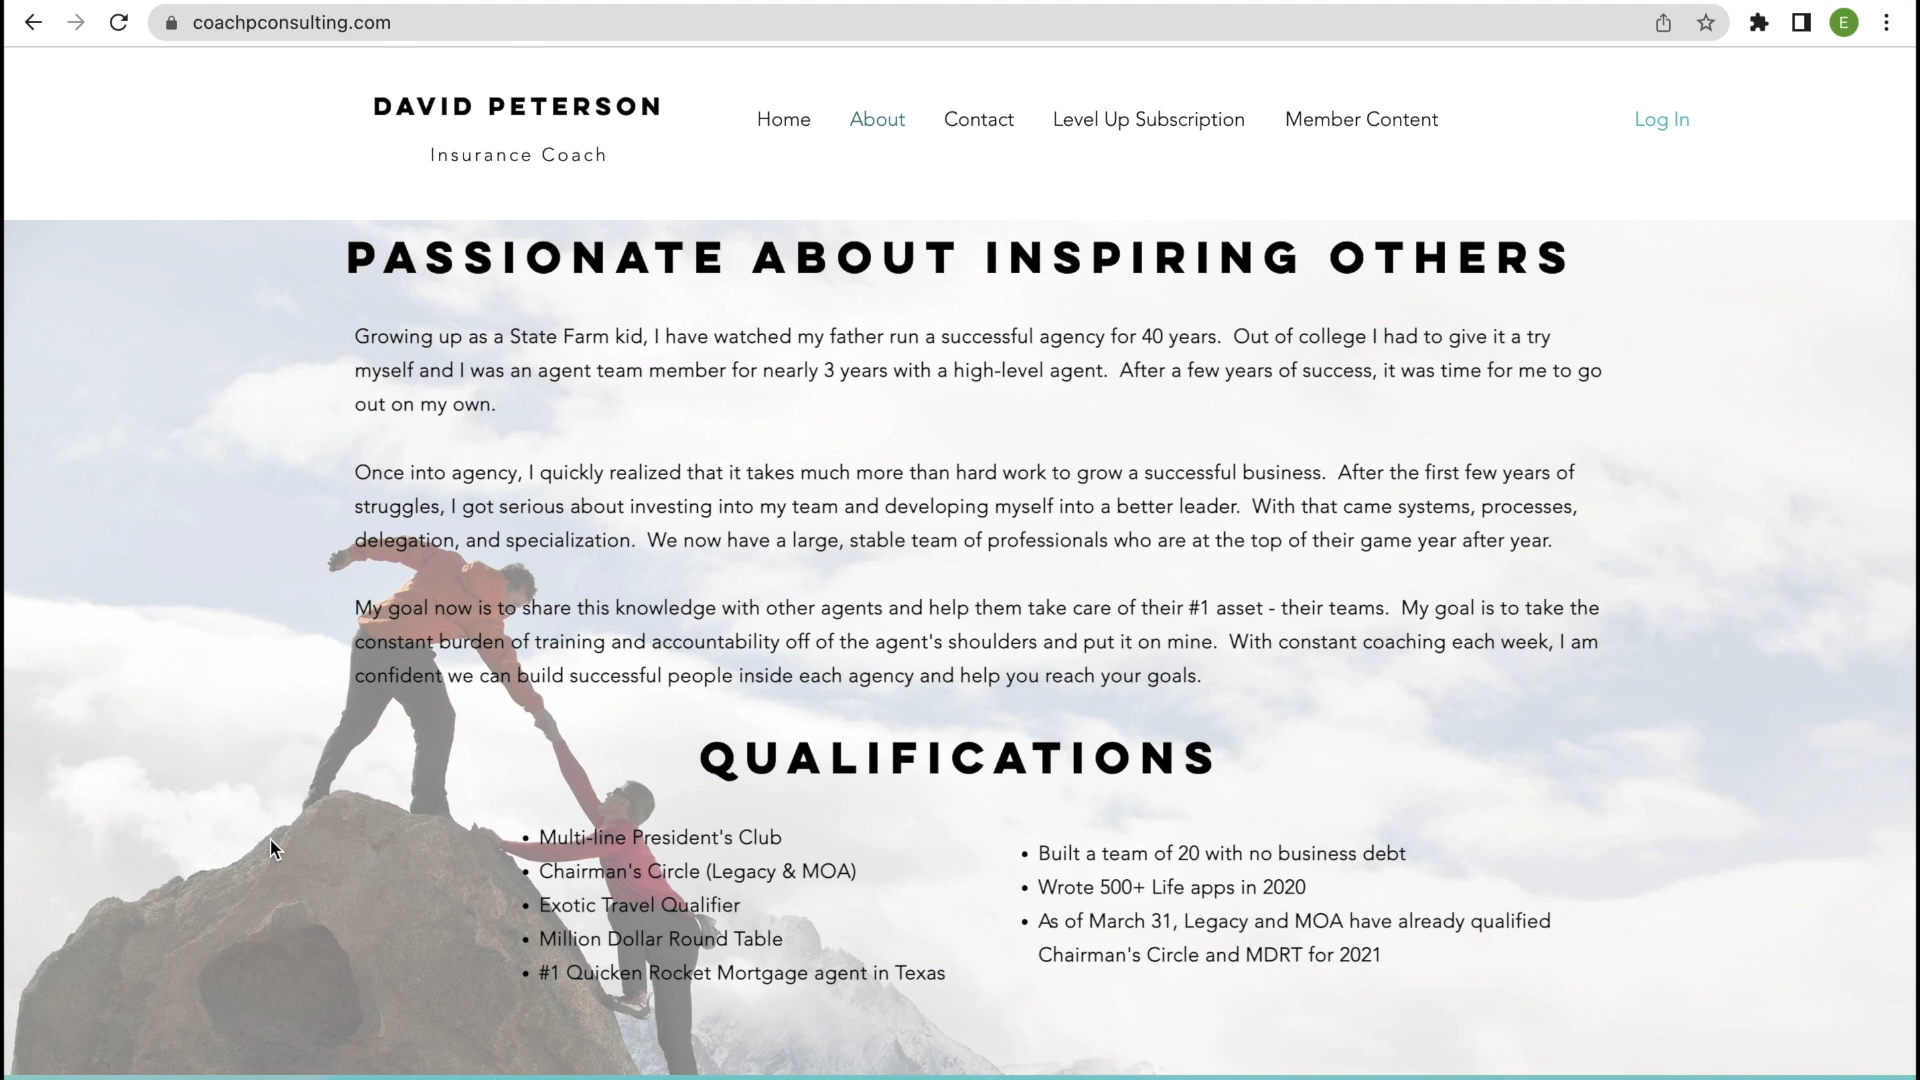 coachpconsulting.com
E
DAVID PETERSON
Insurance Coach
Home
About
Contact
Level Up Subscription
Member Content
Log In
PASSIONATE ABOUT INSPIRING OTHERS
Growing up as a State Farm kid, I have watched my father run a successful agency for 40 years. Out of college I had to give it a try
myself and I was an agent team member for nearly 3 years with a high-level agent. After a few years of success, it was time for me to go
out on my own.
Once into agency, I quickly realized that it takes much more than hard work to grow a successful business. After the first few years of
struggles, I got serious about investing into my team and developing myself into a better leader. With that came systems, processes,
delegation, and specialization. We now have a large, stable team of professionals who are at the top of their game year after year.
My goal now is to share this knowledge with other agents and help them take care of their #1 asset - their teams. My goal is to take the
constant burden of training and accountability off of the agent's shoulders and put it on mine. With constant coaching each week, I am
confident we can build successful people inside each agency and help you reach your goals.
QUALIFICATIONS
• Multi-line President's Club
• Chairman's Circle (Legacy & MOA)
• Exotic Travel Qualifier
• Million Dollar Round Table
• #1 Quicken Rocket Mortgage agent in Texas
• Built a team of 20 with no business debt
• Wrote 500+ Life apps in 2020
• As of March 31, Legacy and MOA have already qualified
Chairman's Circle and MDRT for 2021